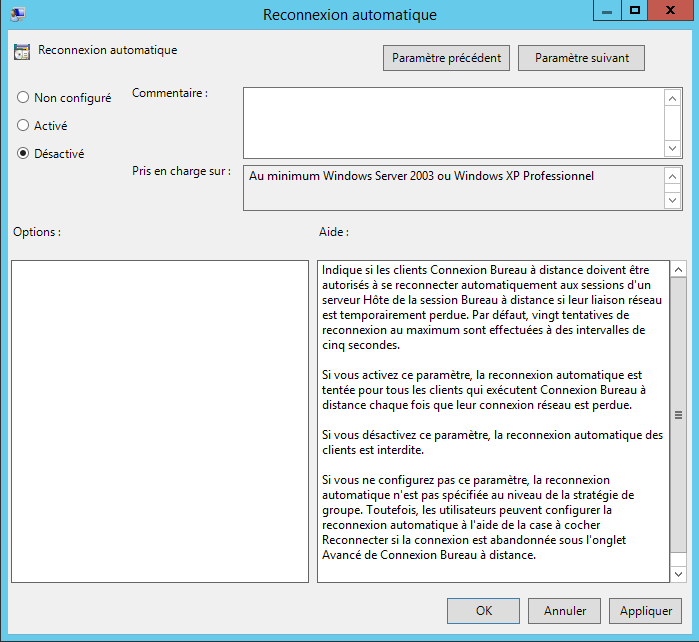 Reconnexion automatique
Reconnexion automatique
Paramètre précédent
Paramètre suivant
Non configuré
Activé
Désactivé
Commentaire :
Pris en charge sur :
Au minimum Windows Server 2003 ou Windows XP Professionnel
Options :
Aide :
Indique si les clients Connexion Bureau à distance doivent être
autorisés à se reconnecter automatiquement aux sessions d'un
serveur Hôte de la session Bureau à distance si leur liaison réseau
est temporairement perdue. Par défaut, vingt tentatives de
reconnexion au maximum sont effectuées à des intervalles de
cinq secondes.
Si vous activez ce paramètre, la reconnexion automatique est
tentée pour tous les clients qui exécutent Connexion Bureau à
distance chaque fois que leur connexion réseau est perdue.
Si vous désactivez ce paramètre, la reconnexion automatique des
clients est interdite.
Si vous ne configurez pas ce paramètre, la reconnexion
automatique n'est pas spécifiée au niveau de la stratégie de
groupe. Toutefois, les utilisateurs peuvent configurer la
reconnexion automatique à l'aide de la case à cocher
Reconnecter si la connexion est abandonnée sous l'onglet
Avancé de Connexion Bureau à distance.
OK
Annuler
Appliquer